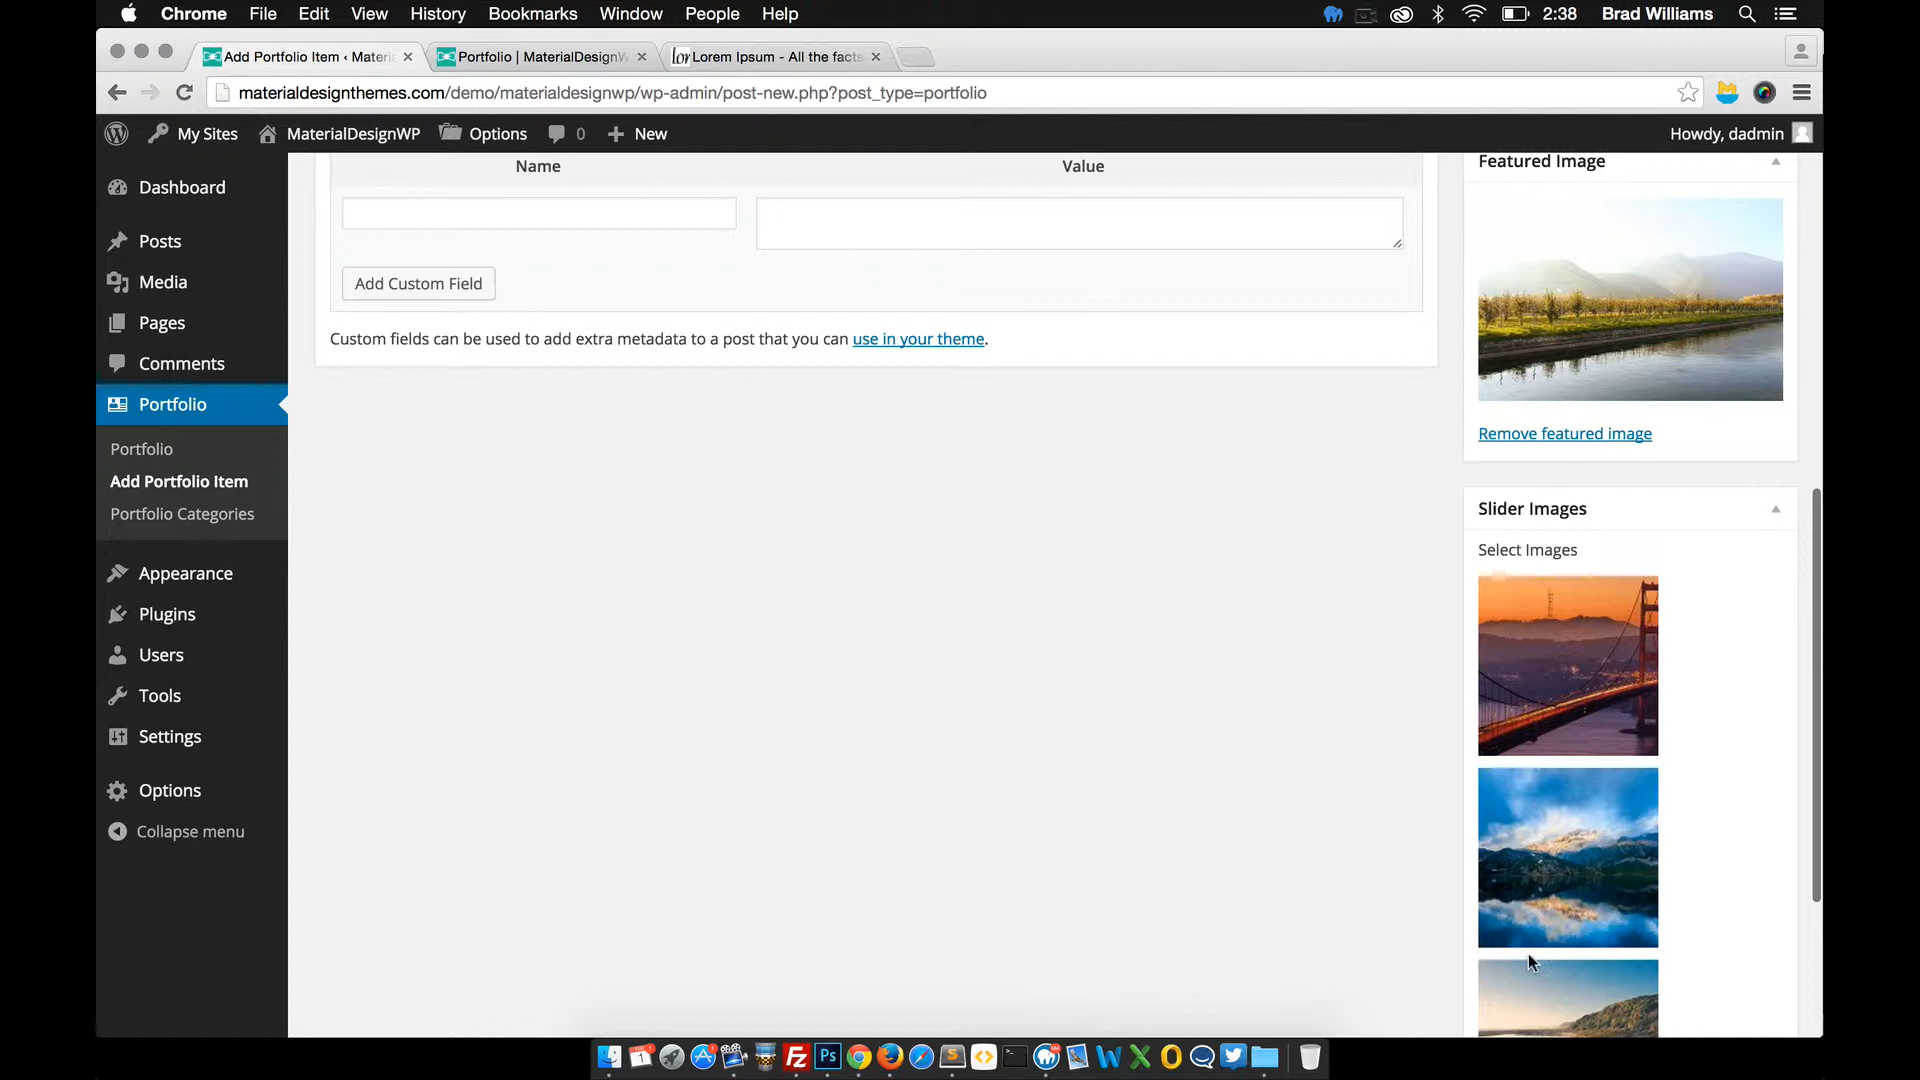 Chrome File Edit View History Bookmarks Window People Help 2:38 Brad Williams
Add Portfolio Item ‹ Materia Portfolio | MaterialDesignW lor Lorem Ipsum - All the facts
materialdesignthemes.com/demo/materialdesignwp/wp-admin/post-new.php?post_type=portfolio
My Sites MaterialDesignWP Options 0 New Howdy, dadmin
Dashboard
Posts
Media
Pages
Comments
Portfolio
Portfolio
Add Portfolio Item
Portfolio Categories
Appearance
Plugins
Users
Tools
Settings
Options
Collapse menu
Name Value
Add Custom Field
Custom fields can be used to add extra metadata to a post that you can use in your theme.
Featured Image
Remove featured image
Slider Images
Select Images